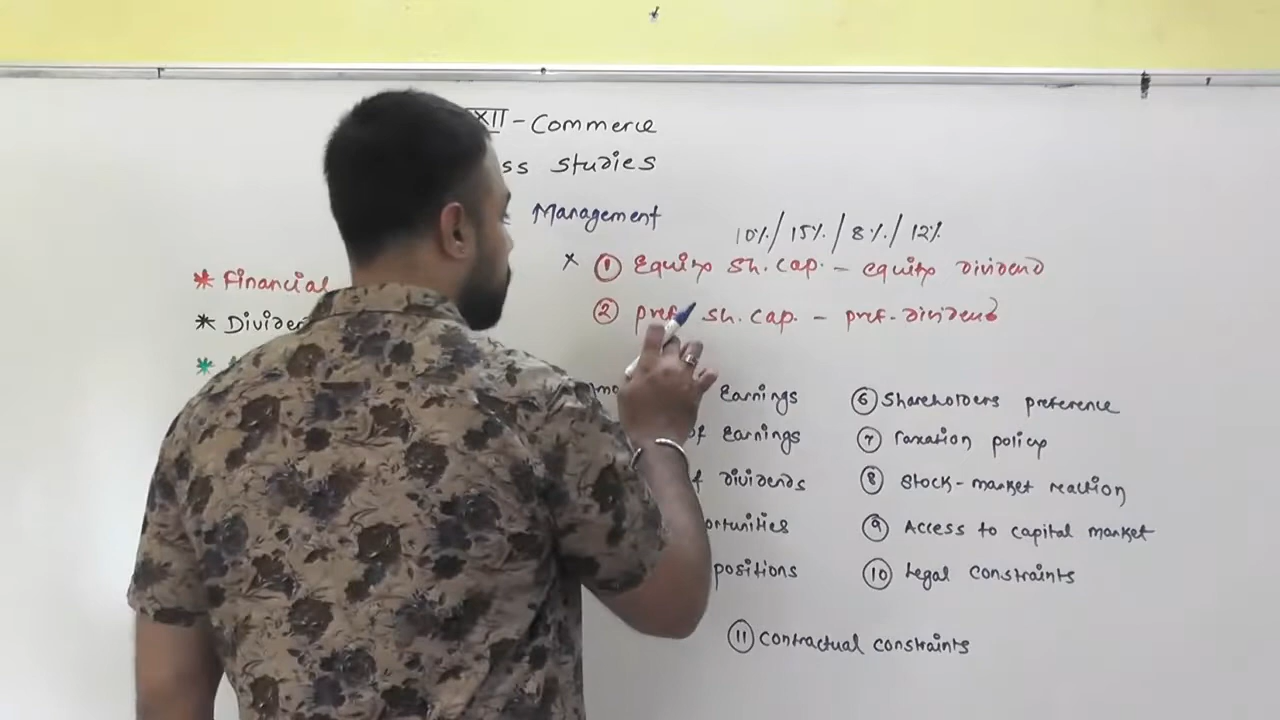 XII - Commerce
ss Studies
Management
10% / 15% / 8% / 12%
* Financial
x ① Equity Sh. Cap. - equity dividend
* Divide
② pref. Sh. Cap. - pref. dividend
*
Earnings
of Earnings
dividends
ortunities
positions
⑥ Shareholders preference
⑦ Taxation policy
⑧ Stock-market reaction
⑨ Access to capital market
⑩ Legal constraints
⑪ Contractual constraints